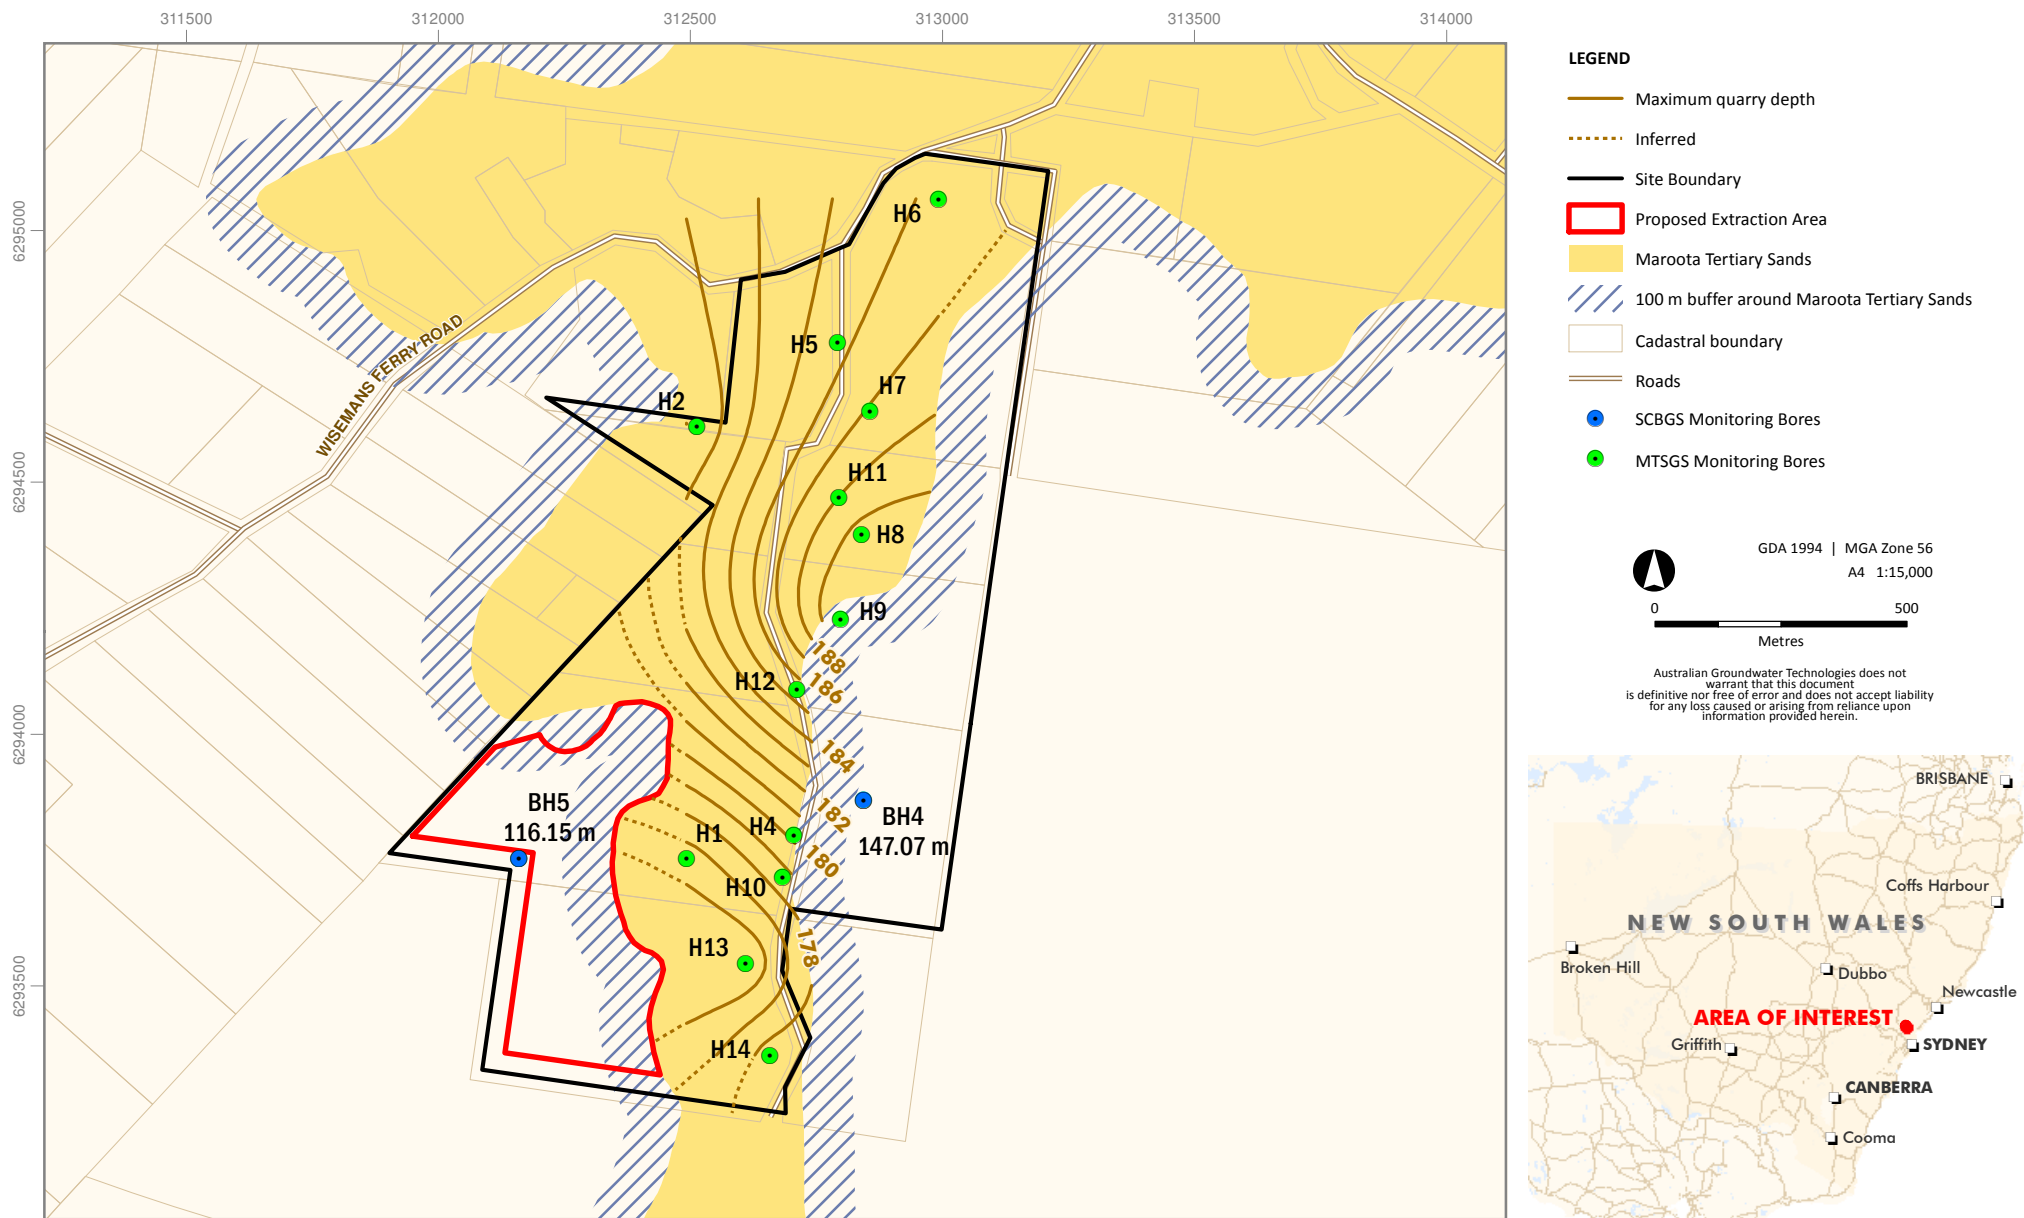 311500
312000
312500
313000
313500
314000
6295000
6294500
6294000
6293500
WISEMANS FERRY ROAD
H6
H5
H7
H2
H11
H8
H9
188
H12
186
184
BH5
116.15 m
182
BH4
147.07 m
H1
H4
180
H10
H13
178
H14
LEGEND
Maximum quarry depth
Inferred
Site Boundary
Proposed Extraction Area
Maroota Tertiary Sands
100 m buffer around Maroota Tertiary Sands
Cadastral boundary
Roads
SCBGS Monitoring Bores
MTSGS Monitoring Bores
GDA 1994 | MGA Zone 56
A4 1:15,000
0 500
Metres
Australian Groundwater Technologies does not
warrant that this document
is definitive nor free of error and does not accept liability
for any loss caused or arising from reliance upon
information provided herein.
BRISBANE
Coffs Harbour
NEW SOUTH WALES
Broken Hill
Dubbo
Newcastle
AREA OF INTEREST
Griffith
SYDNEY
CANBERRA
Cooma